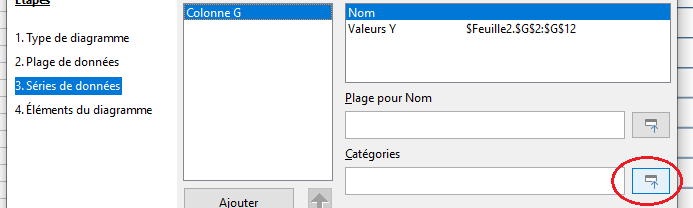 Étapes
1. Type de diagramme
2. Plage de données
3. Séries de données
4. Éléments du diagramme
Colonne G
Ajouter
Nom
Valeurs Y $Feuille2.$G$2:$G$12
Plage pour Nom
Catégories